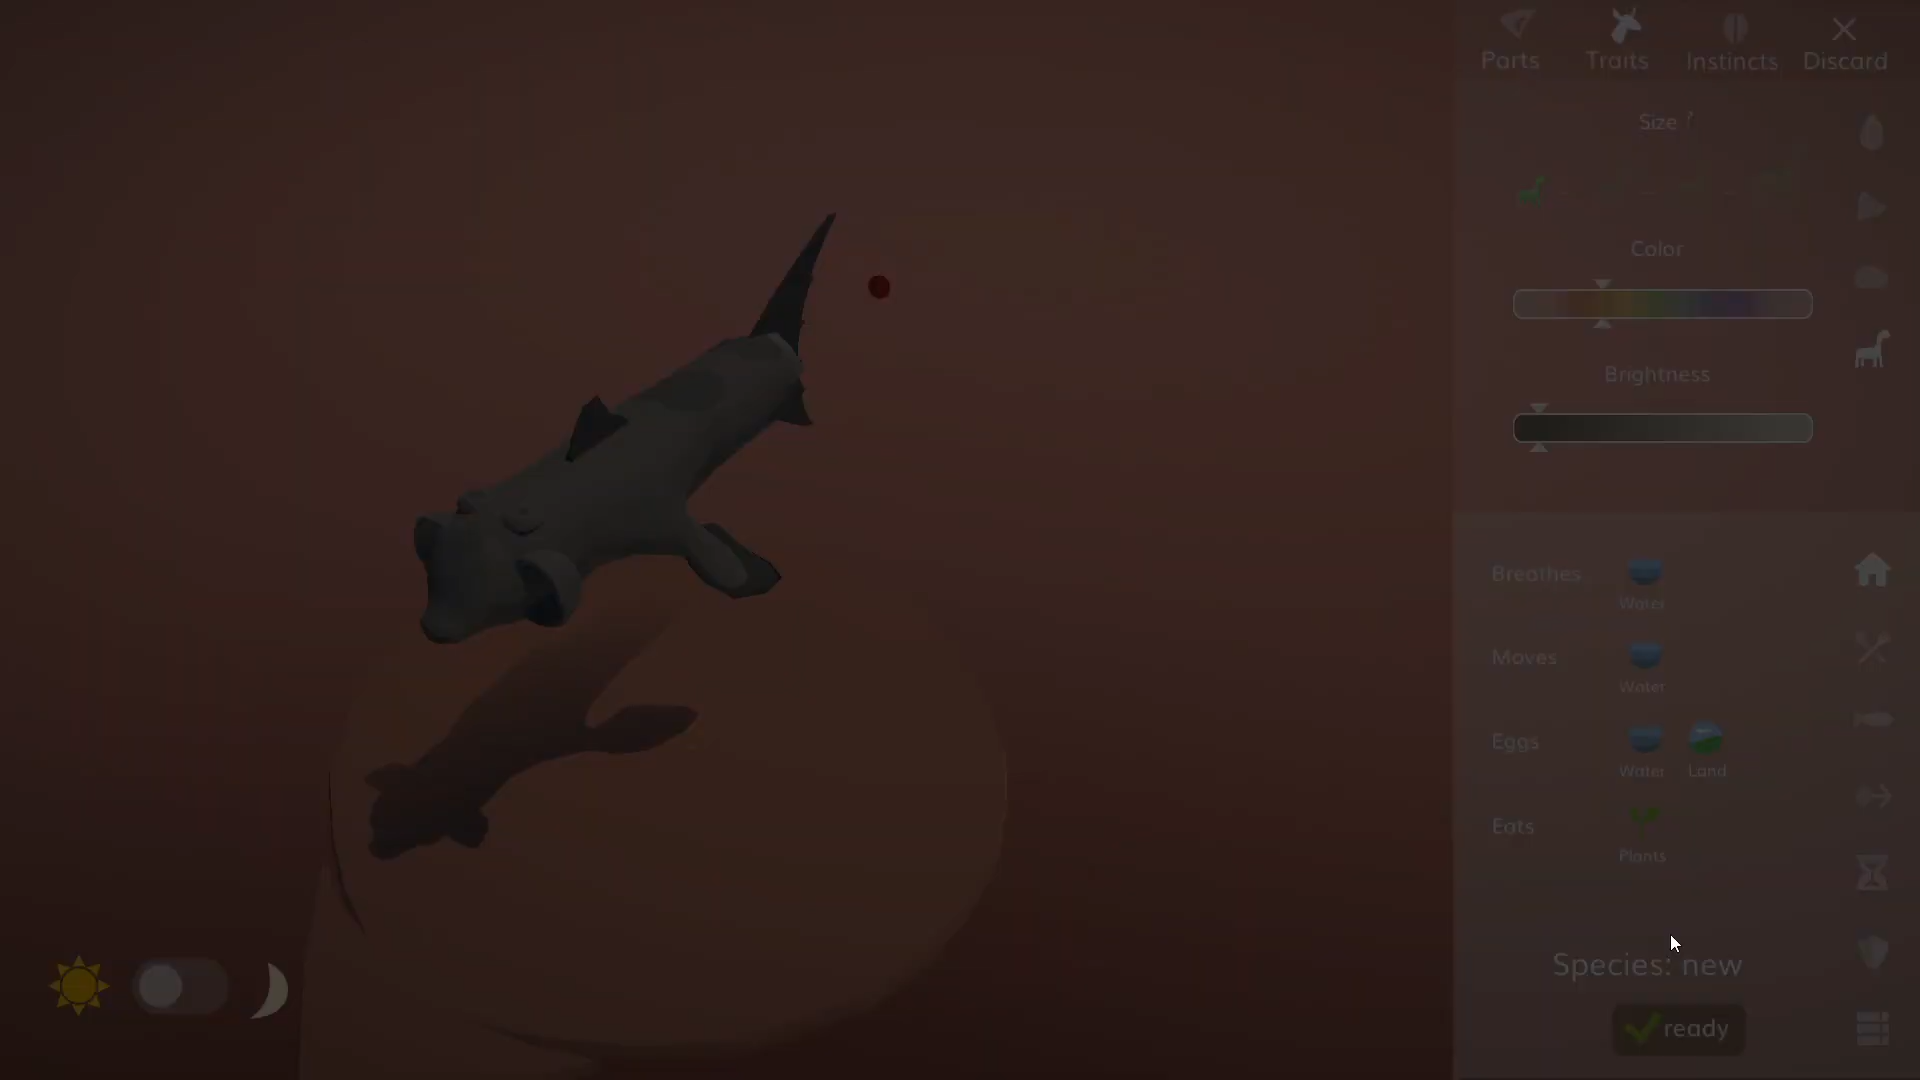 Parts Traits Instincts Discard
Size ?
Color
Brightness
Breathes
Water
Moves
Water
Eggs
Water Land
Eats
Plants
Species: new
ready